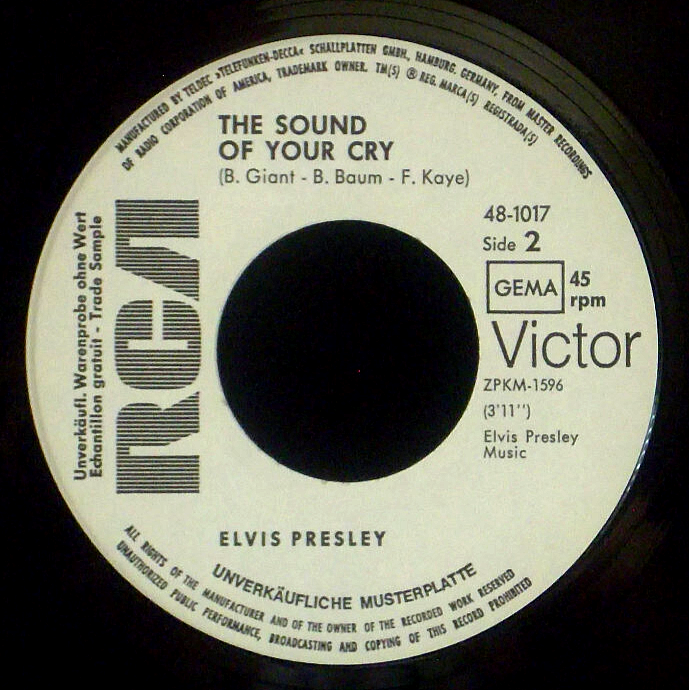 MANUFACTURED BY TELDEC »TELEFUNKEN-DECCA« SCHALLPLATTEN GMBH, HAMBURG. GERMANY, FROM MASTER RECORDINGS
OF RADIO CORPORATION OF AMERICA, TRADEMARK OWNER. TM(S) ® REG. MARCA(S) REGISTRADA(S)
THE SOUND
OF YOUR CRY
(B. Giant - B. Baum - F. Kaye)
48-1017
Side 2
GEMA 45
rpm
Victor
ZPKM-1596
(3'11'')
Elvis Presley
Music
RCA
Unverkäufl. Warenprobe ohne Wert
Echantillon gratuit - Trade Sample
ELVIS PRESLEY
UNVERKÄUFLICHE MUSTERPLATTE
ALL RIGHTS OF THE MANUFACTURER AND OF THE OWNER OF THE RECORDED WORK RESERVED
UNAUTHORIZED PUBLIC PERFORMANCE, BROADCASTING AND COPYING OF THIS RECORD PROHIBITED